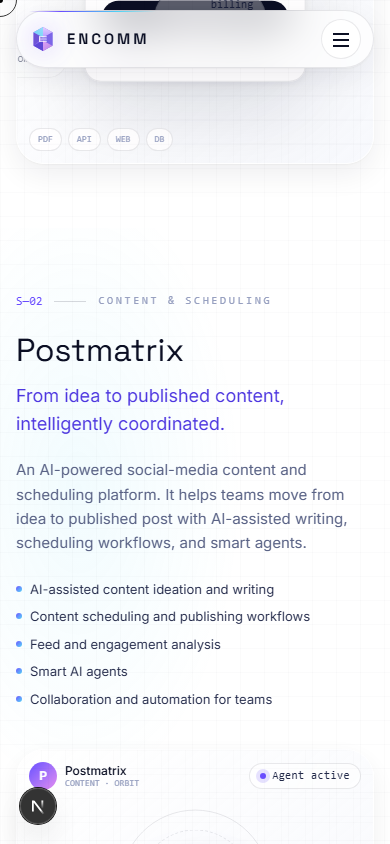 billing
ENCOMM
PDF API WEB DB
S—02 CONTENT & SCHEDULING
Postmatrix
From idea to published content,
intelligently coordinated.
An AI-powered social-media content and
scheduling platform. It helps teams move from
idea to published post with AI-assisted writing,
scheduling workflows, and smart agents.
AI-assisted content ideation and writing
Content scheduling and publishing workflows
Feed and engagement analysis
Smart AI agents
Collaboration and automation for teams
P Postmatrix Agent active
CONTENT · ORBIT
N